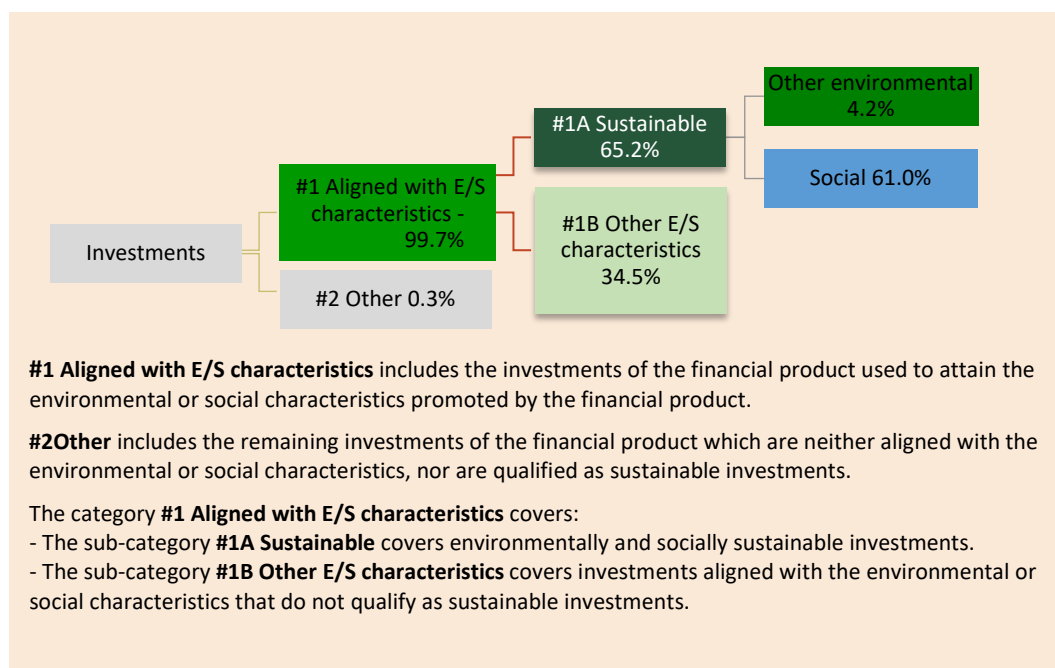 Other environmental
4.2%
#1A Sustainable
65.2%
Social 61.0%
#1 Aligned with E/S
characteristics -
99.7%
#1B Other E/S
characteristics
34.5%
Investments
#2 Other 0.3%
#1 Aligned with E/S characteristics includes the investments of the financial product used to attain the
environmental or social characteristics promoted by the financial product.
#2Other includes the remaining investments of the financial product which are neither aligned with the
environmental or social characteristics, nor are qualified as sustainable investments.
The category #1 Aligned with E/S characteristics covers:
- The sub-category #1A Sustainable covers environmentally and socially sustainable investments.
- The sub-category #1B Other E/S characteristics covers investments aligned with the environmental or
social characteristics that do not qualify as sustainable investments.